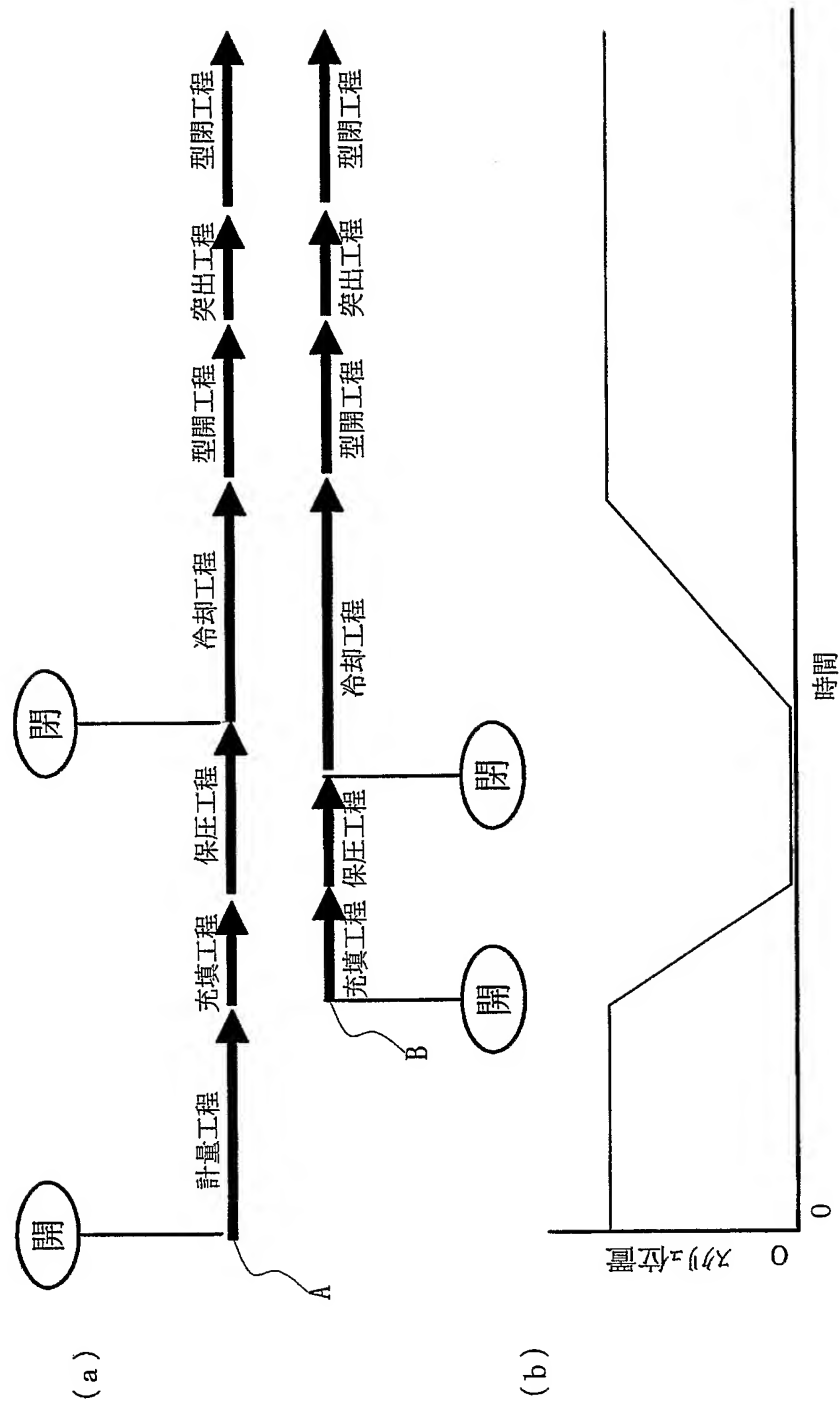 (a)
開
閉
計量工程
充填工程
保圧工程
冷却工程
型開工程
突出工程
型閉工程
A
充填工程
保圧工程
冷却工程
型開工程
突出工程
型閉工程
B
開
閉
(b)
スクリュ位置
0
0
時間